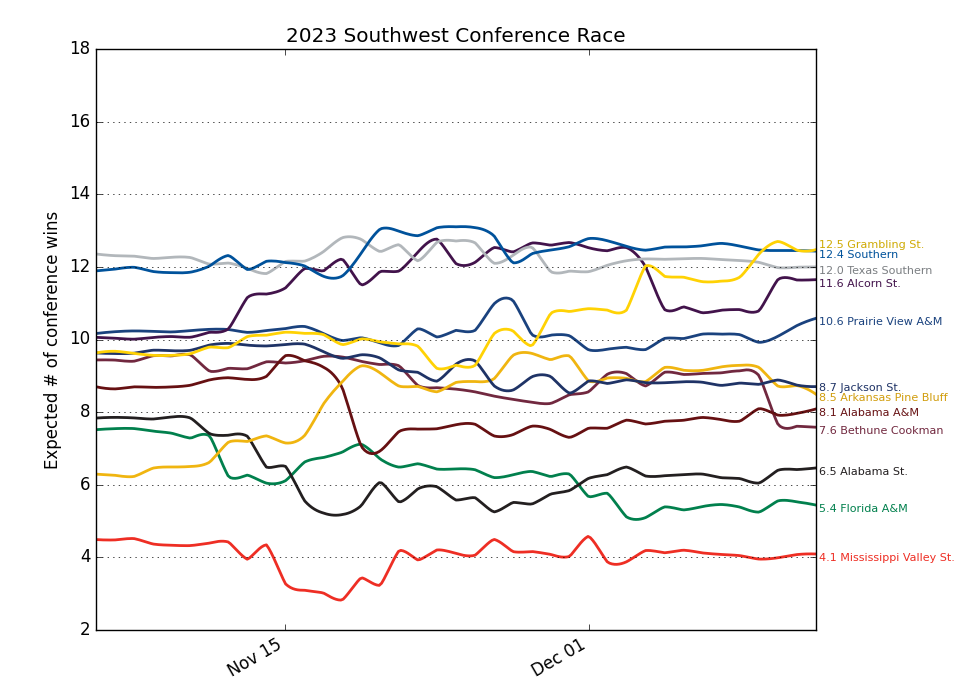 2023 Southwest Conference Race
Expected # of conference wins
18
16
14
12
10
8
6
4
2
12.5 Grambling St.
12.4 Southern
12.0 Texas Southern
11.6 Alcorn St.
10.6 Prairie View A&M
8.7 Jackson St.
8.5 Arkansas Pine Bluff
8.1 Alabama A&M
7.6 Bethune Cookman
6.5 Alabama St.
5.4 Florida A&M
4.1 Mississippi Valley St.
Nov 15
Dec 01